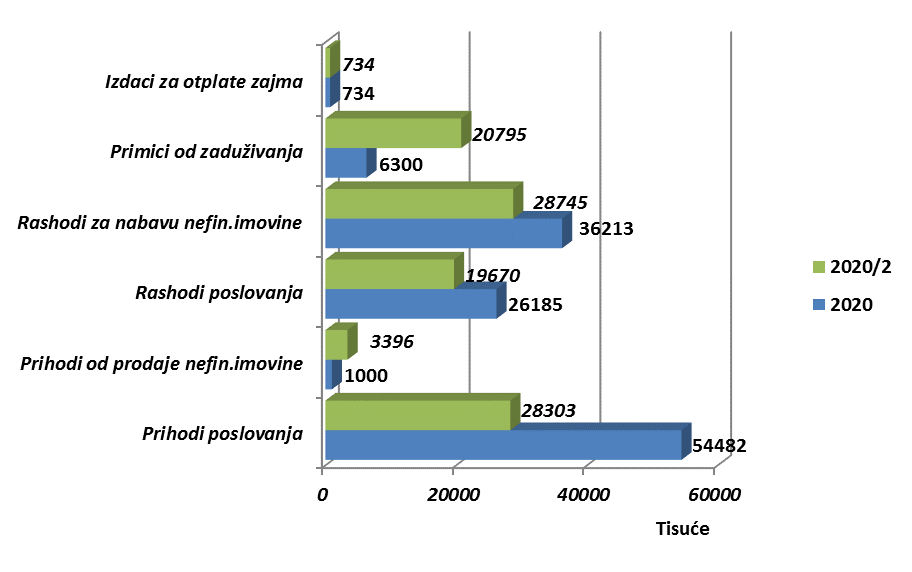 Izdaci za otplate zajma
734
734
Primici od zaduživanja
20795
6300
Rashodi za nabavu nefin.imovine
28745
36213
Rashodi poslovanja
19670
26185
Prihodi od prodaje nefin.imovine
3396
1000
Prihodi poslovanja
28303
54482
0 20000 40000 60000
Tisuće
2020/2
2020